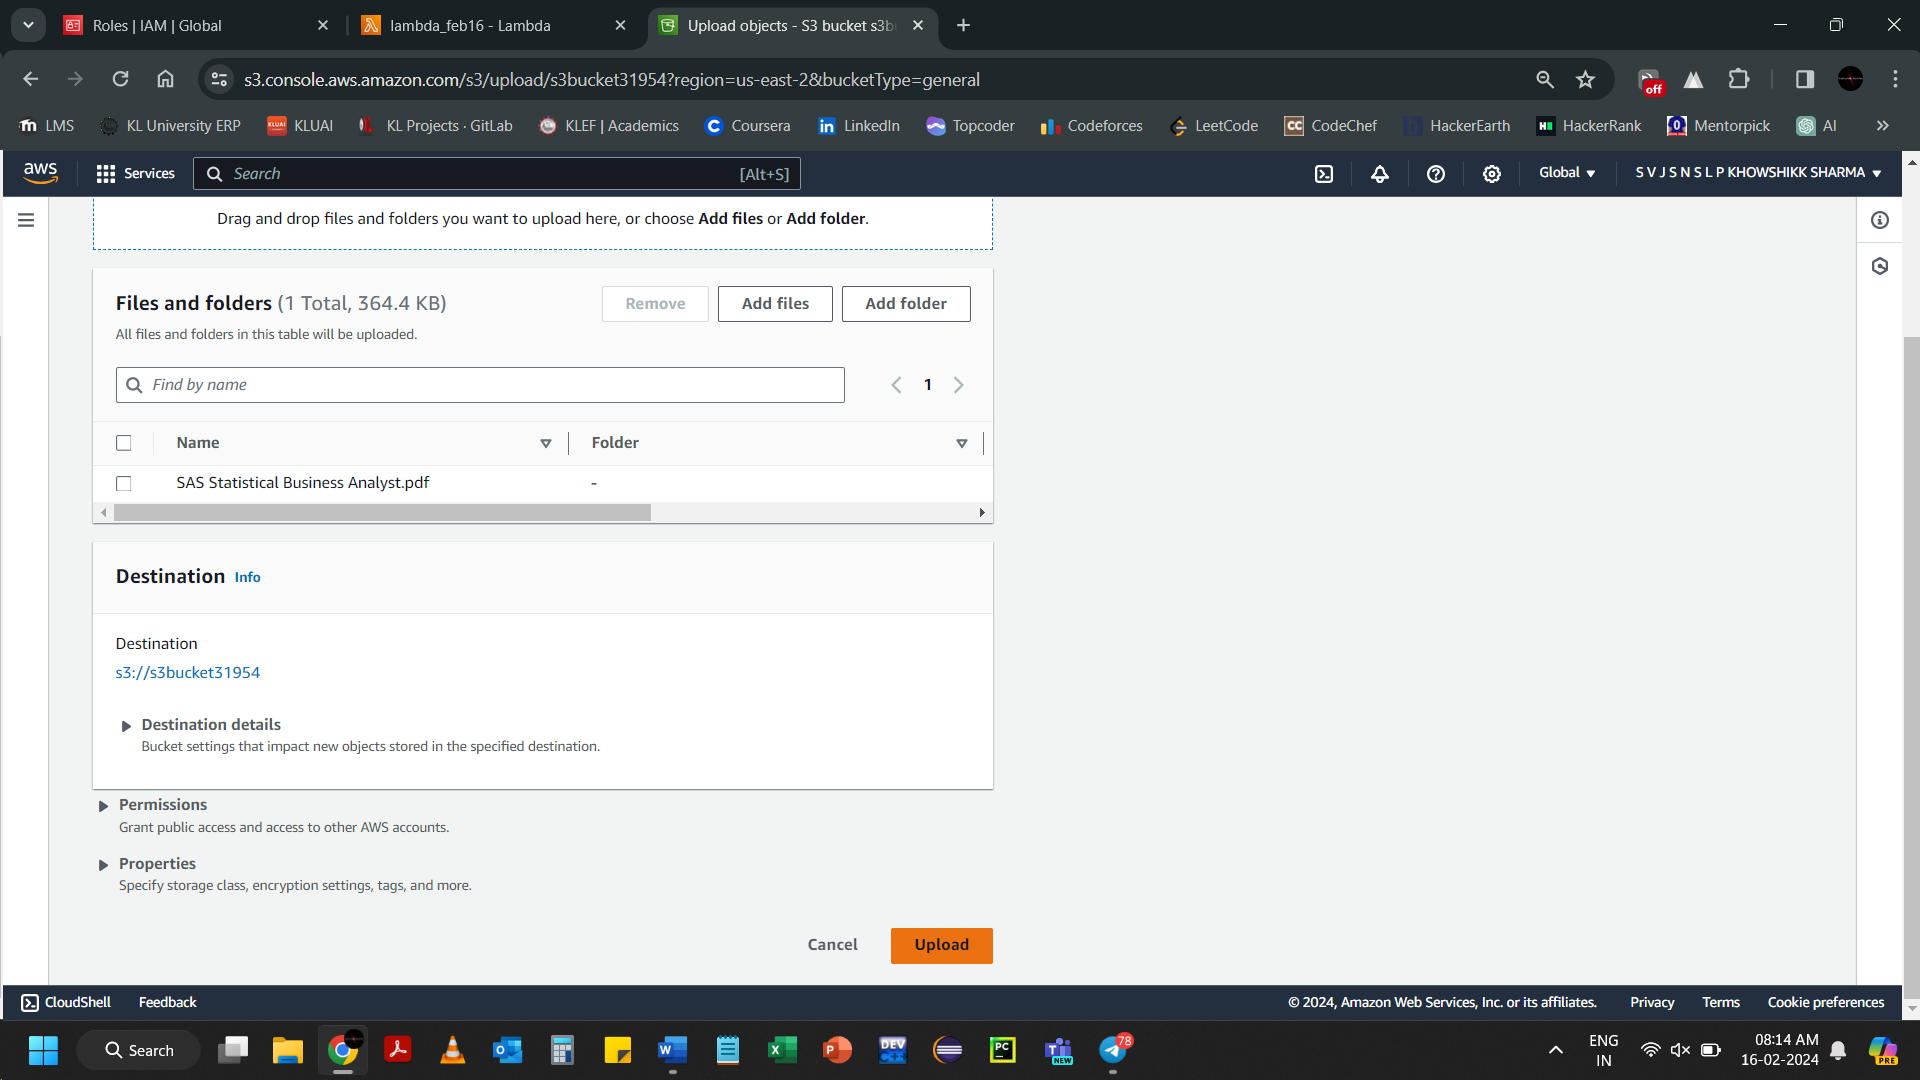 Roles | IAM | Global
lambda_feb16 - Lambda
Upload objects - S3 bucket s3b
s3.console.aws.amazon.com/s3/upload/s3bucket31954?region=us-east-2&bucketType=general
off
LMS
KL University ERP
KLUAI
KL Projects · GitLab
KLEF | Academics
Coursera
LinkedIn
Topcoder
Codeforces
LeetCode
CC CodeChef
HackerEarth
HackerRank
Mentorpick
AI
aws
Services
Search
[Alt+S]
Global
S V J S N S L P KHOWSHIKK SHARMA
Drag and drop files and folders you want to upload here, or choose Add files or Add folder.
Files and folders (1 Total, 364.4 KB)
Remove
Add files
Add folder
All files and folders in this table will be uploaded.
Find by name
1
Name
Folder
SAS Statistical Business Analyst.pdf
-
Destination Info
Destination
s3://s3bucket31954
Destination details
Bucket settings that impact new objects stored in the specified destination.
Permissions
Grant public access and access to other AWS accounts.
Properties
Specify storage class, encryption settings, tags, and more.
Cancel
Upload
CloudShell
Feedback
© 2024, Amazon Web Services, Inc. or its affiliates.
Privacy
Terms
Cookie preferences
Search
DEV
PC
NEW
78
ENG
IN
08:14 AM
16-02-2024
PRE